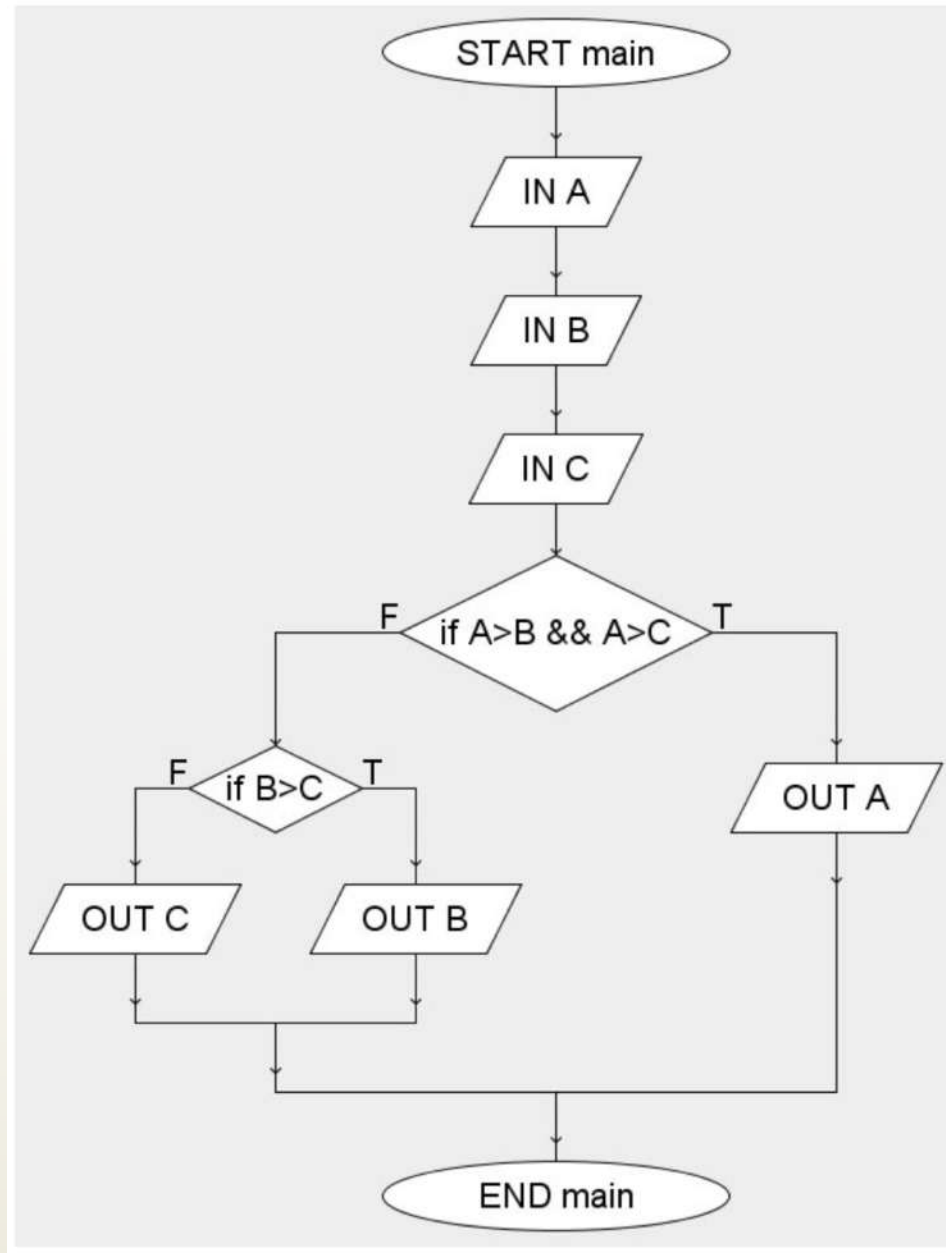 START main
IN A
IN B
IN C
F
if A>B && A>C
T
F
if B>C
T
OUT A
OUT C
OUT B
END main